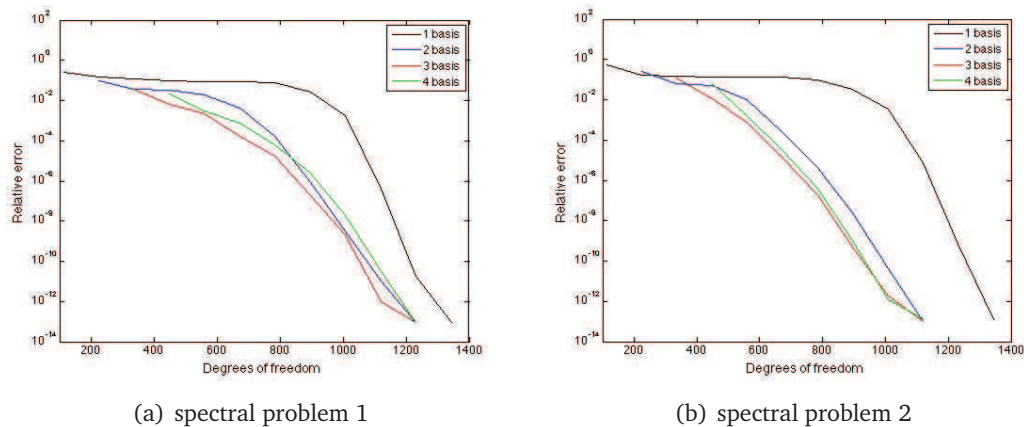 10^2
10^0
10^-2
10^-4
10^-6
10^-9
10^-10
10^-12
10^-14
Relative error
200 400 600 800 1000 1200 1400
Degrees of freedom
1 basis
2 basis
3 basis
4 basis
(a) spectral problem 1
10^2
10^0
10^-2
10^-4
10^-6
10^-9
10^-10
10^-12
10^-14
Relative error
200 400 600 800 1000 1200 1400
Degrees of freedom
1 basis
2 basis
3 basis
4 basis
(b) spectral problem 2